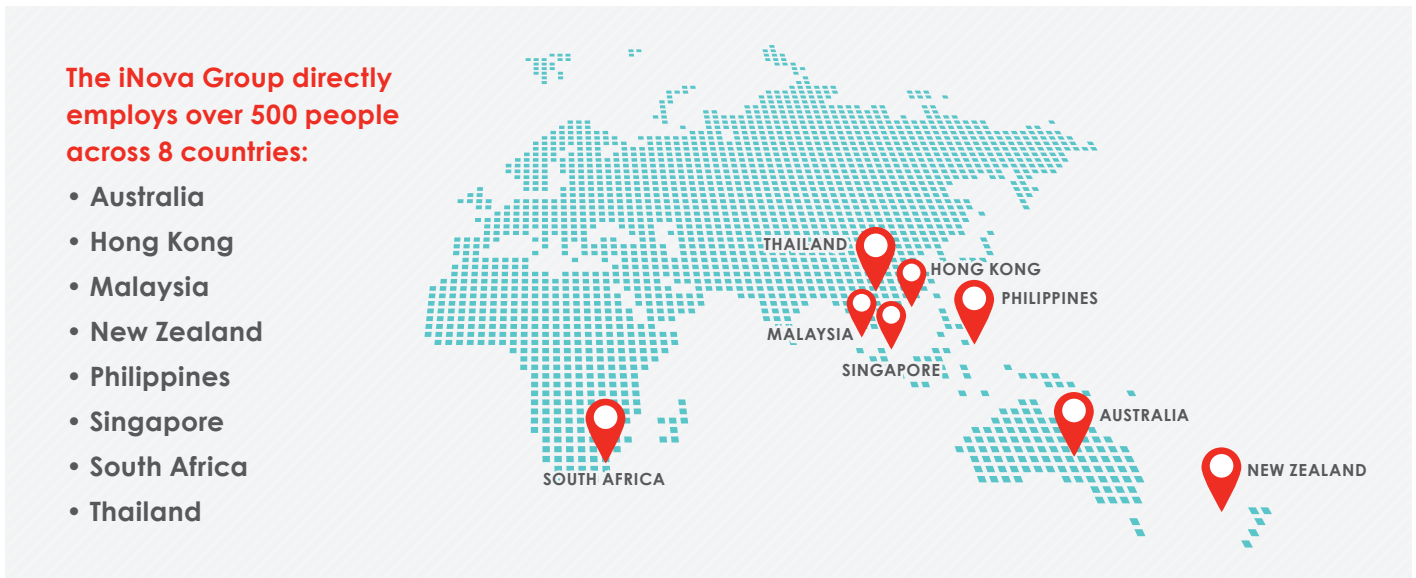 The iNova Group directly
employs over 500 people
across 8 countries:
• Australia
• Hong Kong
• Malaysia
• New Zealand
• Philippines
• Singapore
• South Africa
• Thailand
THAILAND
HONG KONG
PHILIPPINES
MALAYSIA
SINGAPORE
AUSTRALIA
NEW ZEALAND
SOUTH AFRICA